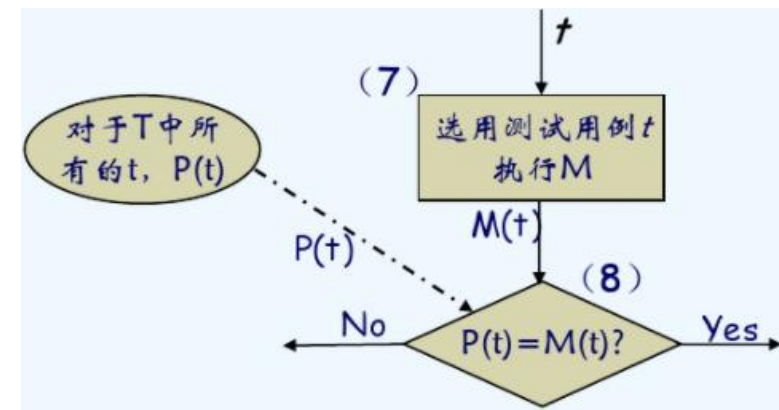 t
（7）
对于T中所
有的t，P(t)
选用测试用例t
执行M
M(t)
P(t)
（8）
No
P(t)=M(t)?
Yes